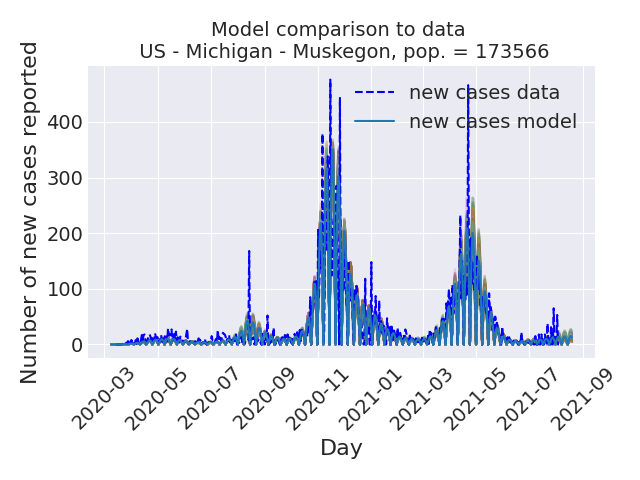 Model comparison to data
US - Michigan - Muskegon, pop. = 173566
Number of new cases reported
400
300
200
100
0
new cases data
new cases model
2020-03
2020-05
2020-07
2020-09
2020-11
2021-01
2021-03
2021-05
2021-07
2021-09
Day